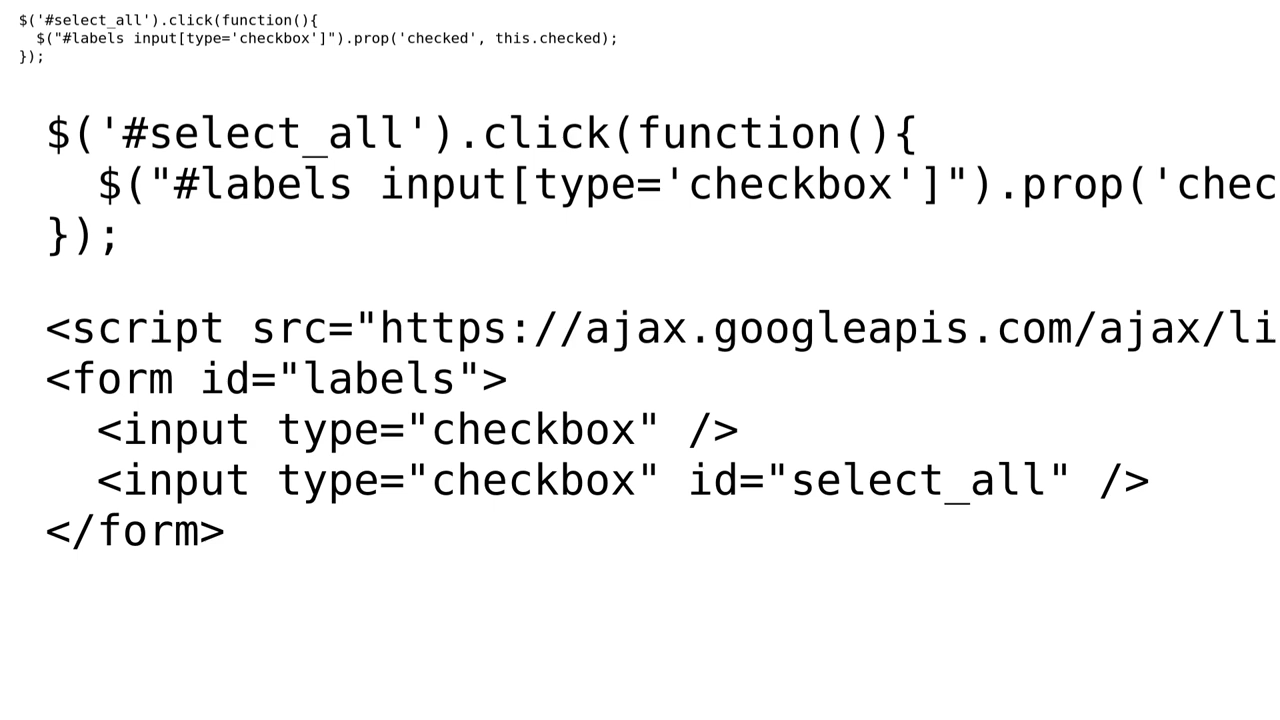 $('#select_all').click(function(){
  $("#labels input[type='checkbox']").prop('checked', this.checked);
});
$('#select_all').click(function(){
  $("#labels input[type='checkbox']").prop('chec
});
<script src="https://ajax.googleapis.com/ajax/li
<form id="labels">
  <input type="checkbox" />
  <input type="checkbox" id="select_all" />
</form>